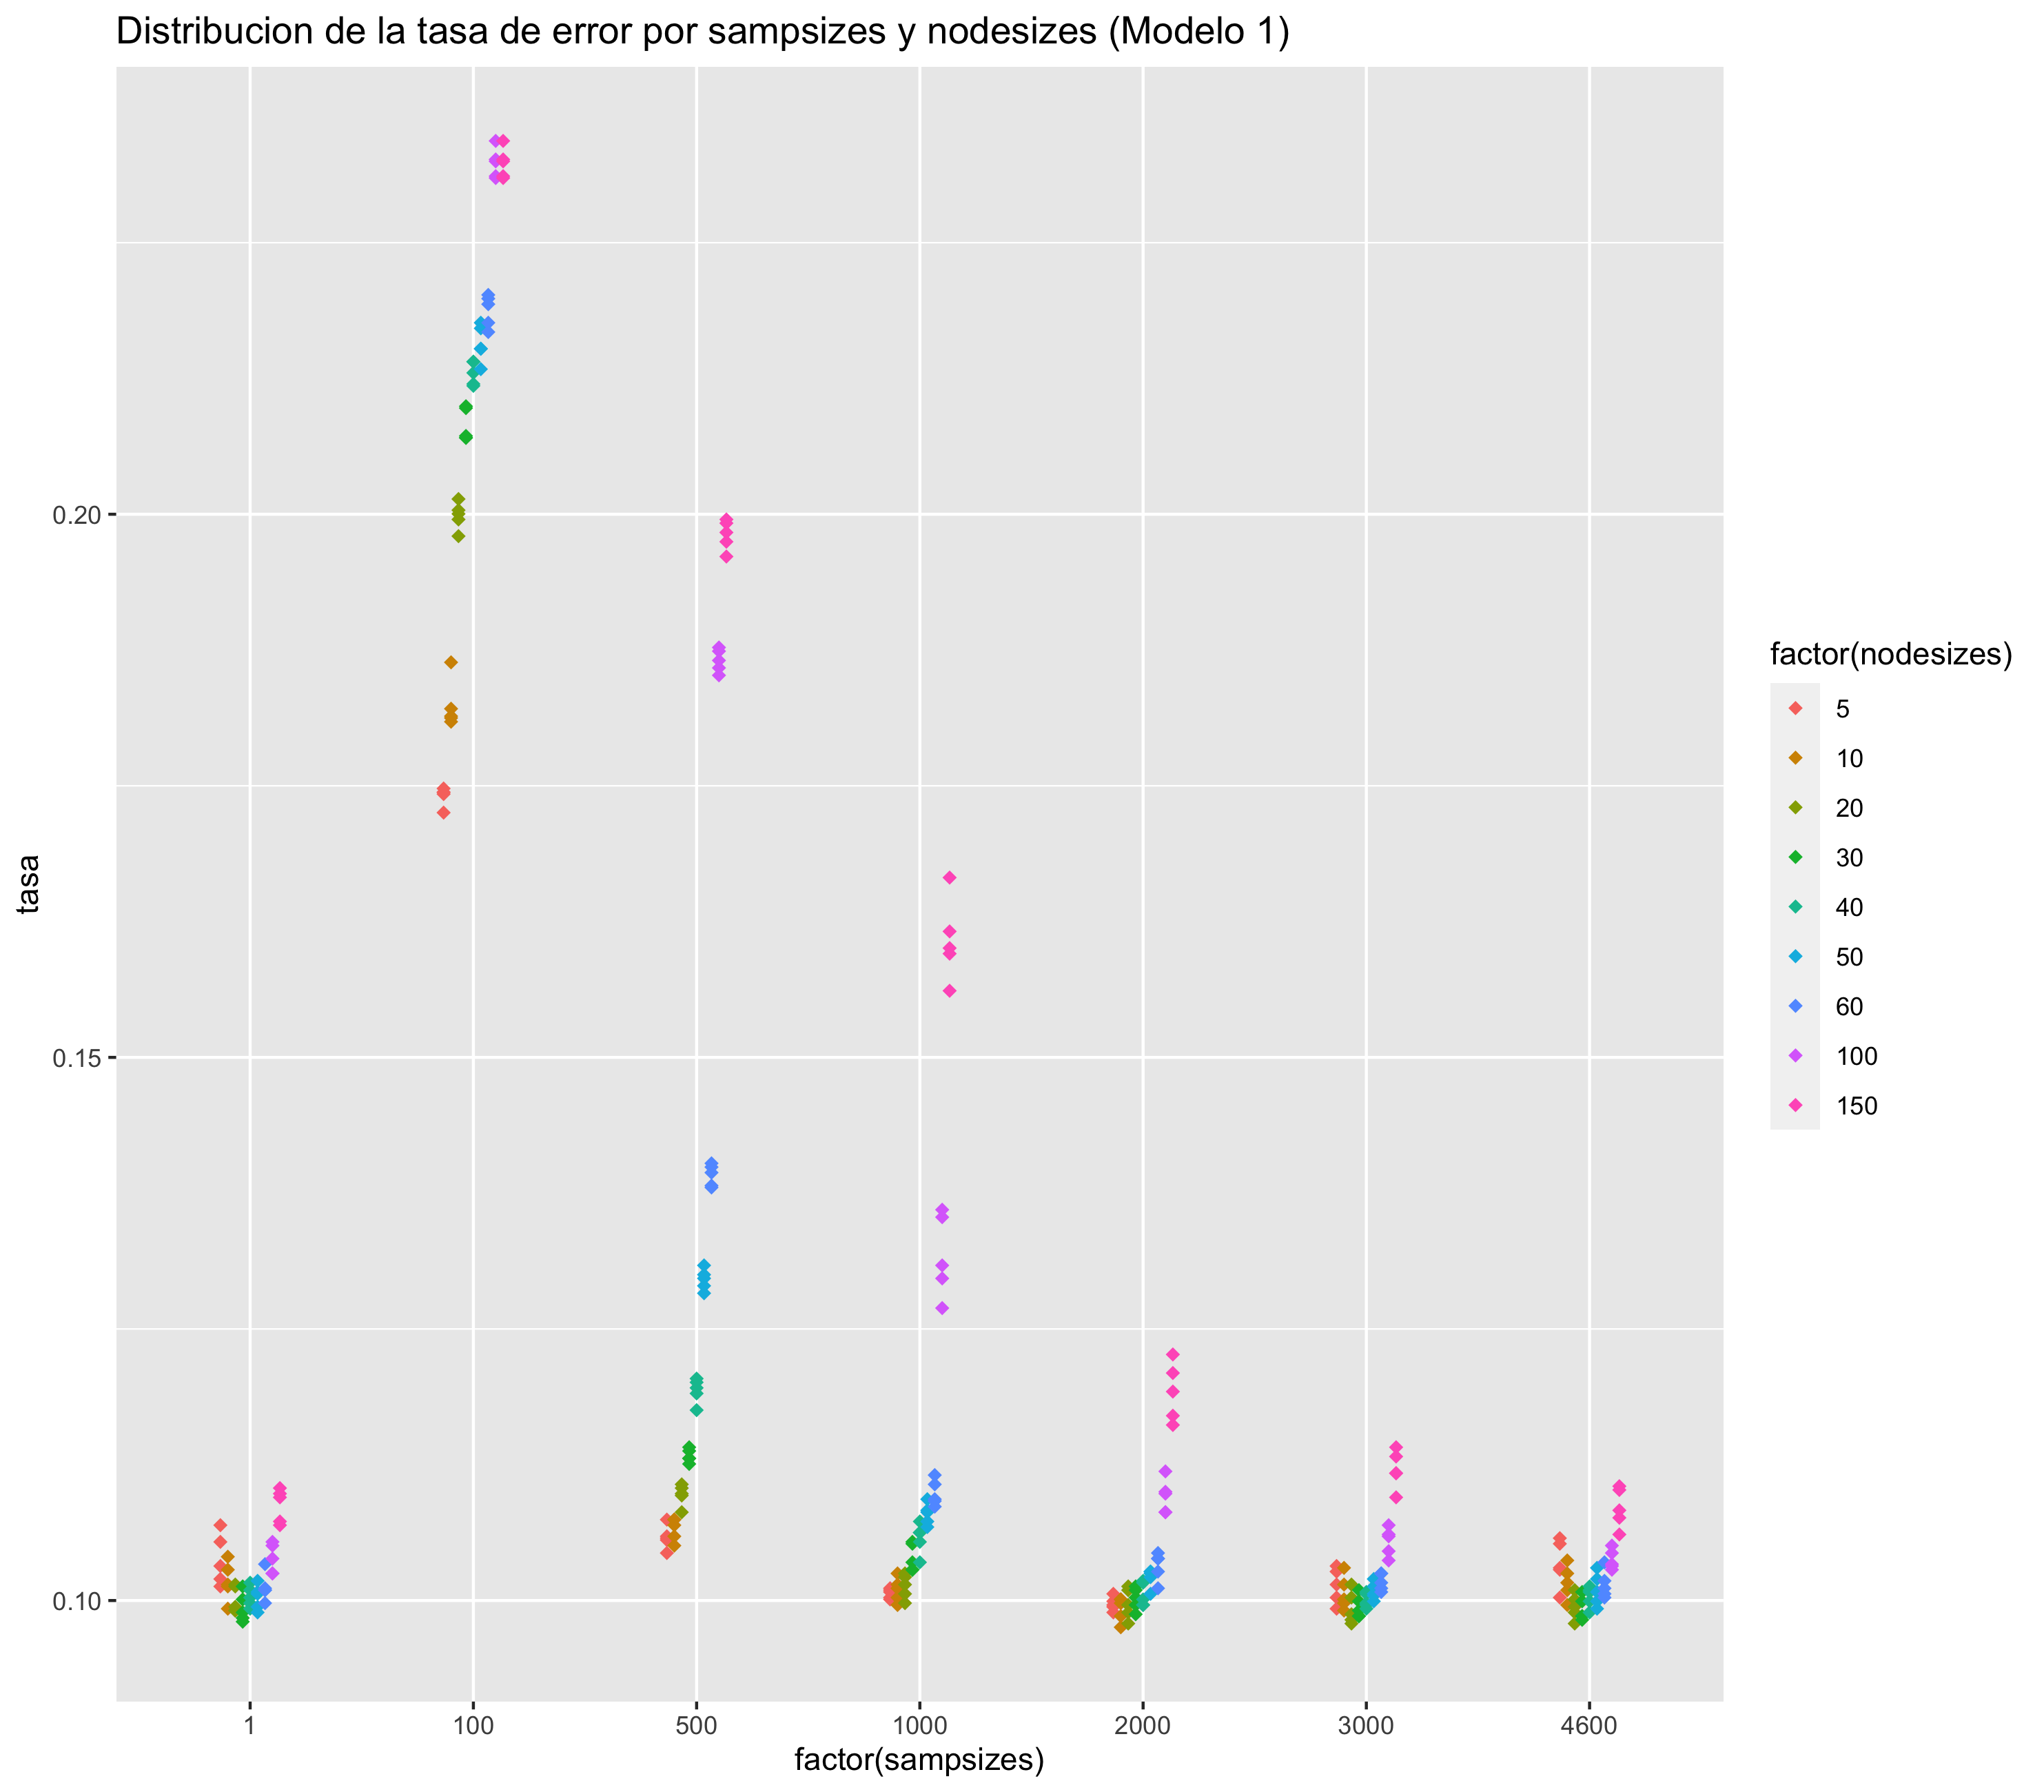 Distribucion de la tasa de error por sampsizes y nodesizes (Modelo 1)
tasa
0.20
0.15
0.10
1 100 500 1000 2000 3000 4600
factor(sampsizes)
factor(nodesizes)
5
10
20
30
40
50
60
100
150